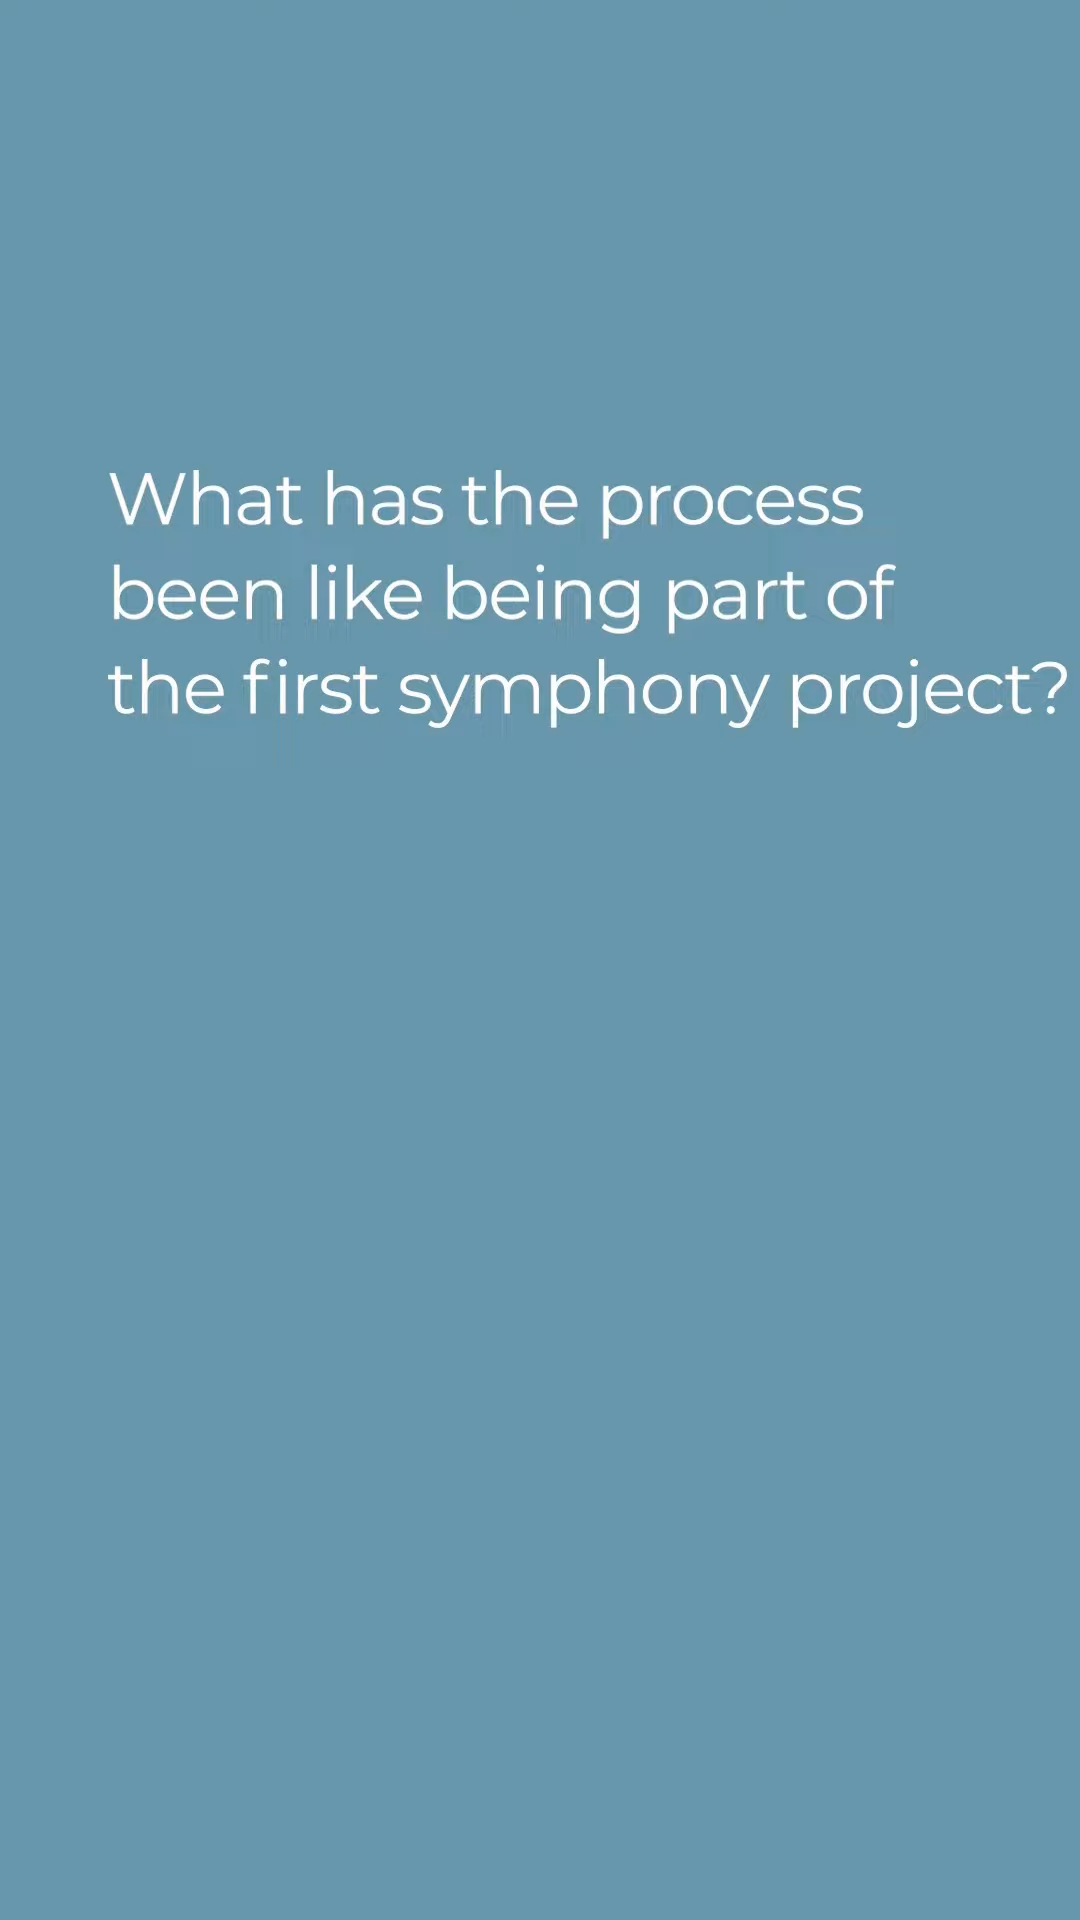 What has the process
been like being part of
the first symphony project?